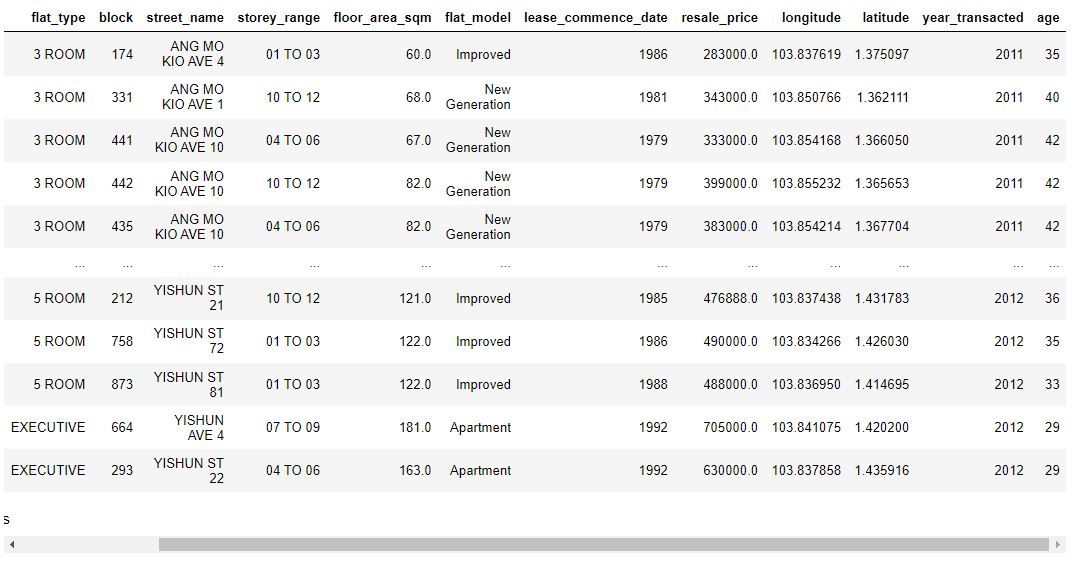 flat_type block street_name storey_range floor_area_sqm flat_model lease_commence_date resale_price longitude latitude year_transacted age
3 ROOM 174 ANG MO KIO AVE 4 01 TO 03 60.0 Improved 1986 283000.0 103.837619 1.375097 2011 35
3 ROOM 331 ANG MO KIO AVE 1 10 TO 12 68.0 New Generation 1981 343000.0 103.850766 1.362111 2011 40
3 ROOM 441 ANG MO KIO AVE 10 04 TO 06 67.0 New Generation 1979 333000.0 103.854168 1.366050 2011 42
3 ROOM 442 ANG MO KIO AVE 10 10 TO 12 82.0 New Generation 1979 399000.0 103.855232 1.365653 2011 42
3 ROOM 435 ANG MO KIO AVE 10 04 TO 06 82.0 New Generation 1979 383000.0 103.854214 1.367704 2011 42
... ... ... ... ... ... ... ... ... ... ... ...
5 ROOM 212 YISHUN ST 21 10 TO 12 121.0 Improved 1985 476888.0 103.837438 1.431783 2012 36
5 ROOM 758 YISHUN ST 72 01 TO 03 122.0 Improved 1986 490000.0 103.834266 1.426030 2012 35
5 ROOM 873 YISHUN ST 81 01 TO 03 122.0 Improved 1988 488000.0 103.836950 1.414695 2012 33
EXECUTIVE 664 YISHUN AVE 4 07 TO 09 181.0 Apartment 1992 705000.0 103.841075 1.420200 2012 29
EXECUTIVE 293 YISHUN ST 22 04 TO 06 163.0 Apartment 1992 630000.0 103.837858 1.435916 2012 29
s